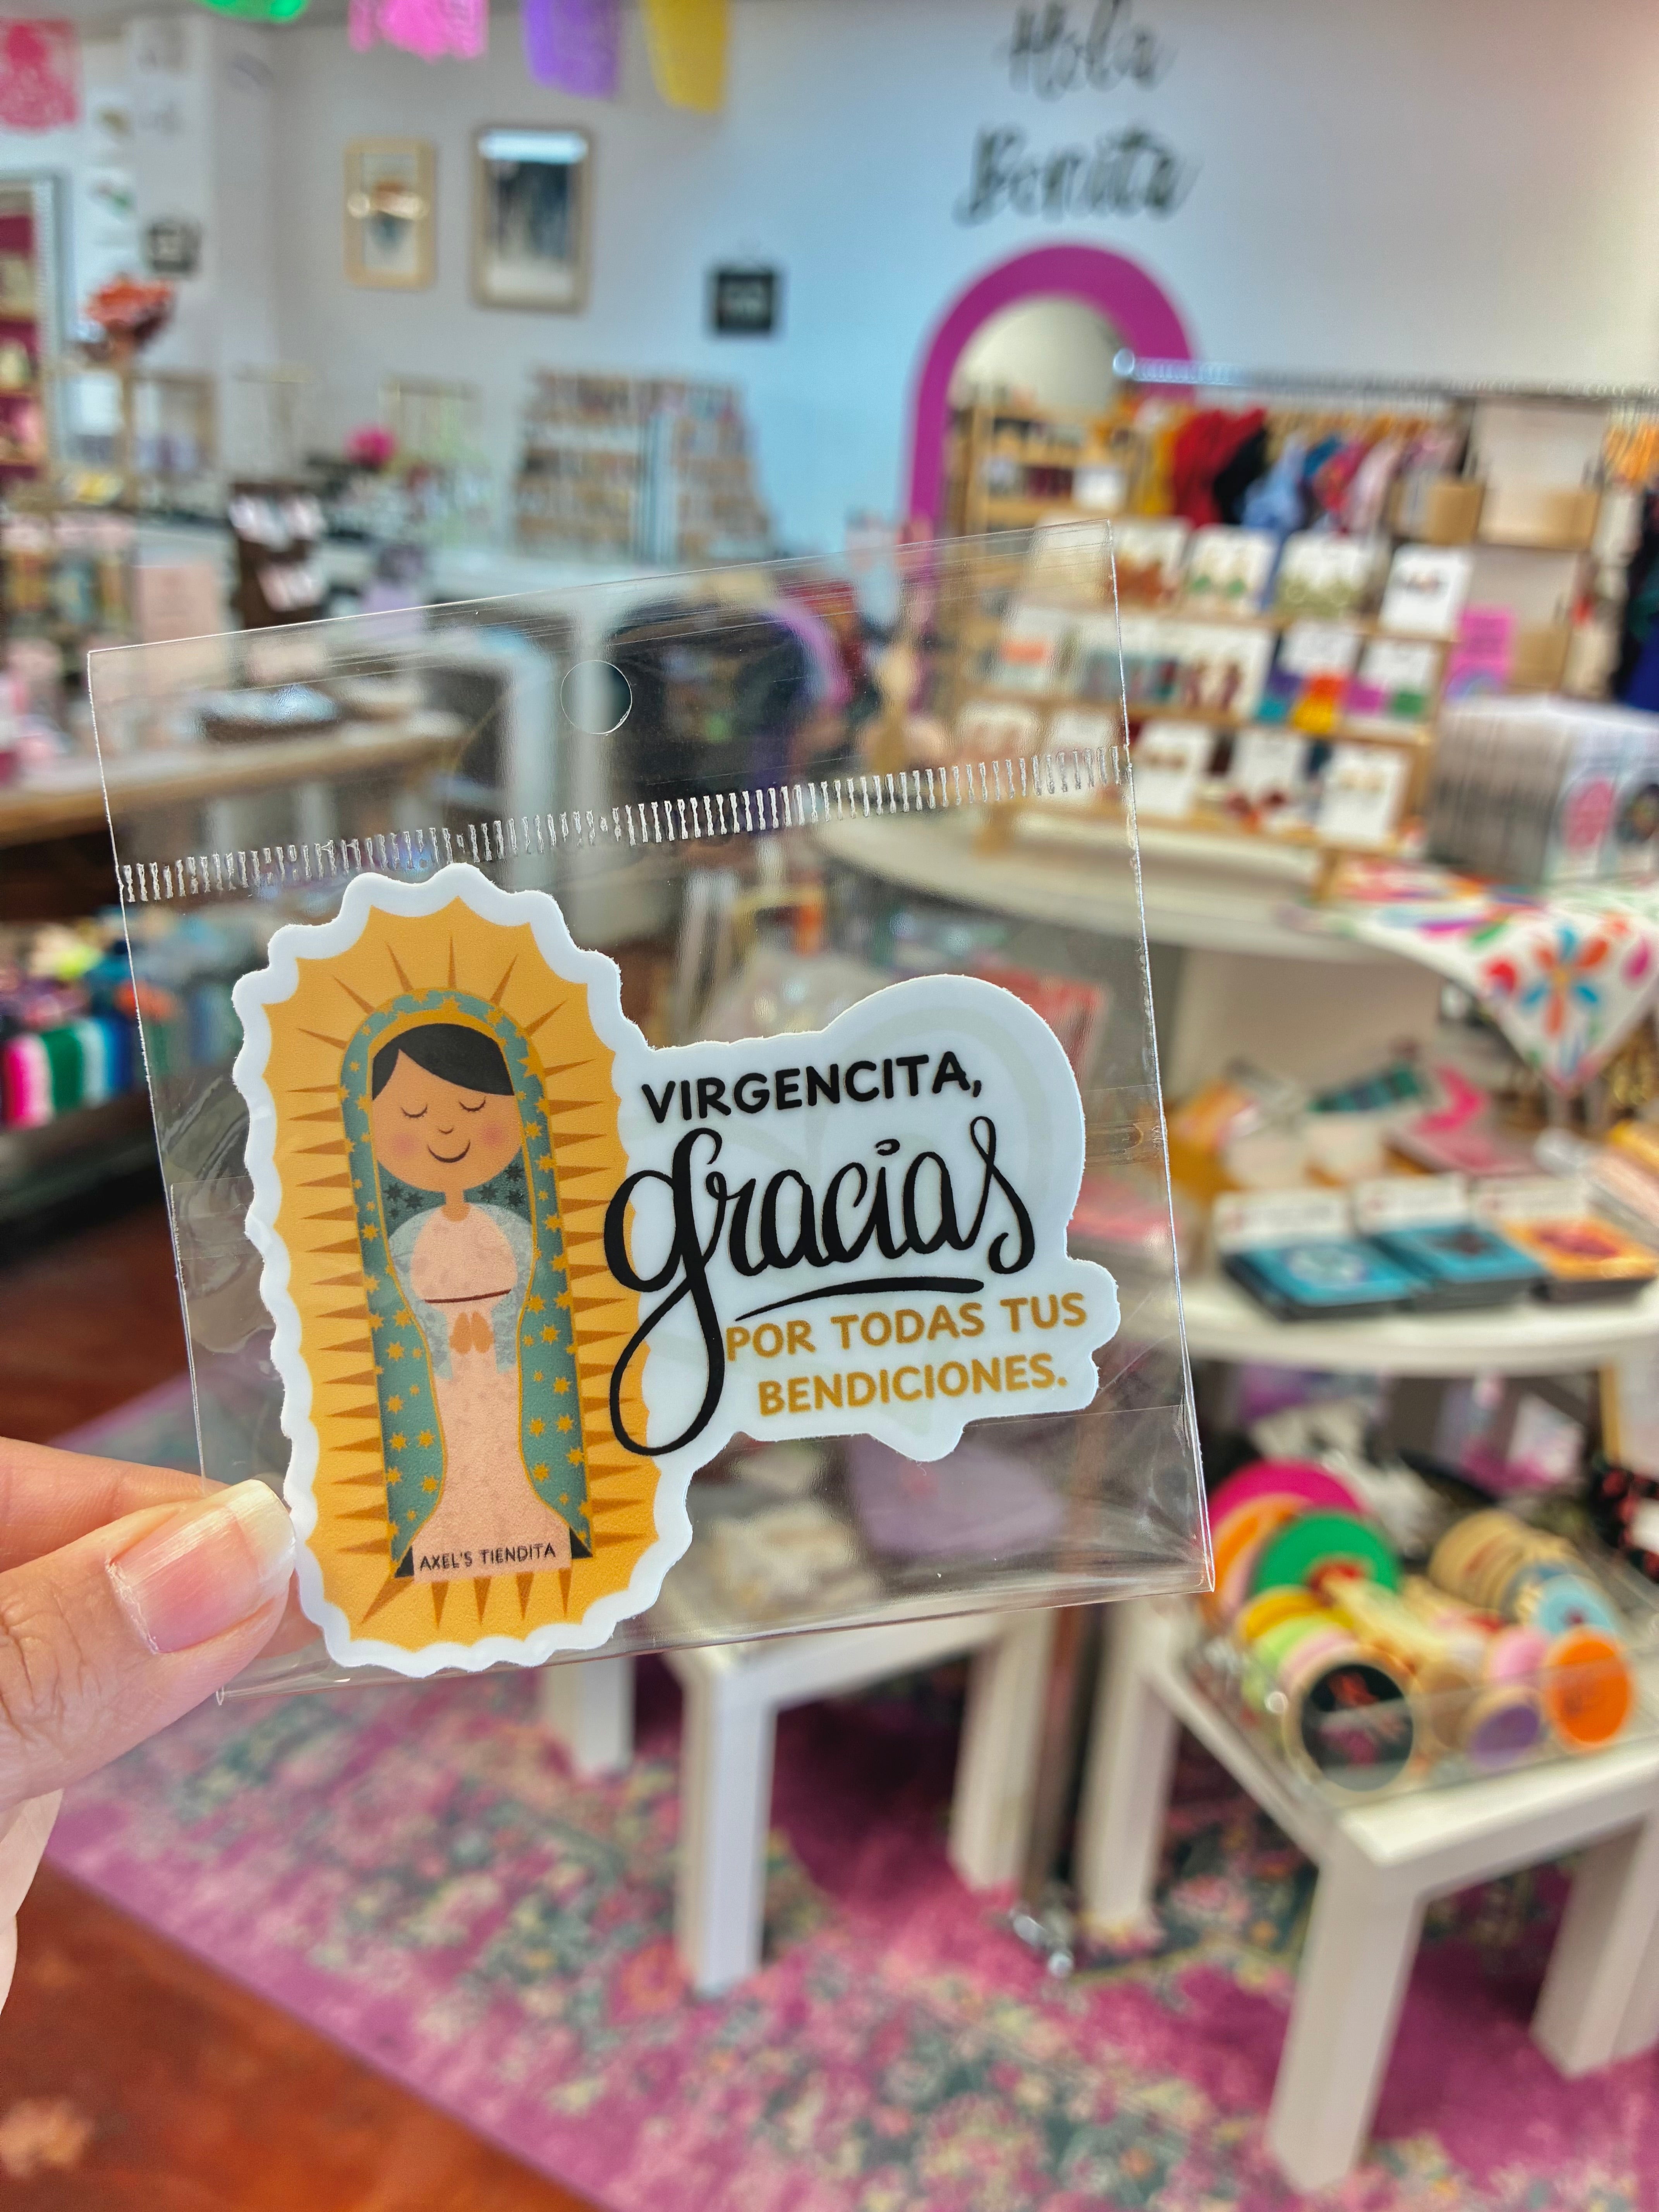 Hola
Bonita
VIRGENCITA,
gracias
POR TODAS TUS
BENDICIONES.
AXEL'S TIENDITA